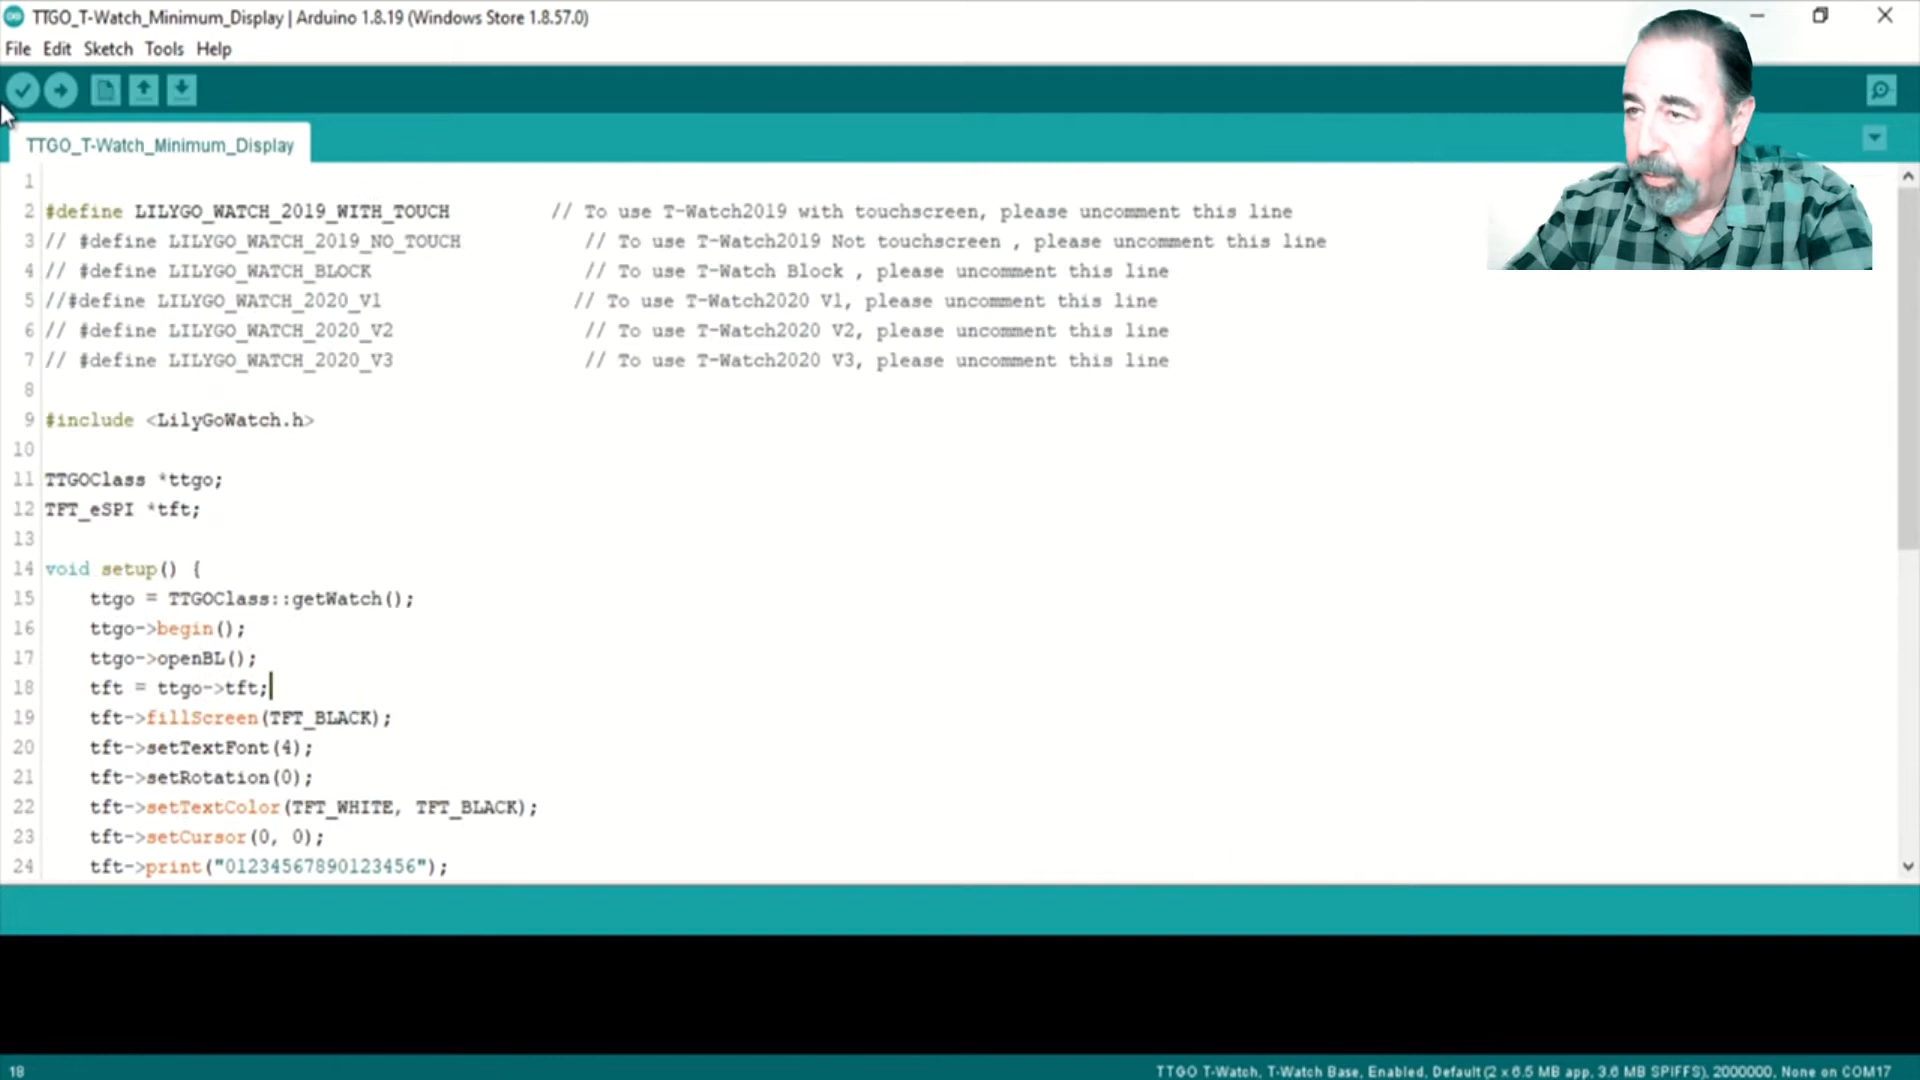 TTGO_T-Watch_Minimum_Display | Arduino 1.8.19 (Windows Store 1.8.57.0)
File Edit Sketch Tools Help
TTGO_T-Watch_Minimum_Display
1
2 #define LILYGO_WATCH_2019_WITH_TOUCH // To use T-Watch2019 with touchscreen, please uncomment this line
3 // #define LILYGO_WATCH_2019_NO_TOUCH // To use T-Watch2019 Not touchscreen , please uncomment this line
4 // #define LILYGO_WATCH_BLOCK // To use T-Watch Block , please uncomment this line
5 //#define LILYGO_WATCH_2020_V1 // To use T-Watch2020 V1, please uncomment this line
6 // #define LILYGO_WATCH_2020_V2 // To use T-Watch2020 V2, please uncomment this line
7 // #define LILYGO_WATCH_2020_V3 // To use T-Watch2020 V3, please uncomment this line
8
9 #include <LilyGoWatch.h>
10
11 TTGOClass *ttgo;
12 TFT_eSPI *tft;
13
14 void setup() {
15 ttgo = TTGOClass::getWatch();
16 ttgo->begin();
17 ttgo->openBL();
18 tft = ttgo->tft;
19 tft->fillScreen(TFT_BLACK);
20 tft->setTextFont(4);
21 tft->setRotation(0);
22 tft->setTextColor(TFT_WHITE, TFT_BLACK);
23 tft->setCursor(0, 0);
24 tft->print("01234567890123456");
18 TTGO T-Watch, T-Watch Base, Enabled, Default (2 x 6.5 MB app, 3.6 MB SPIFFS), 2000000, None on COM17